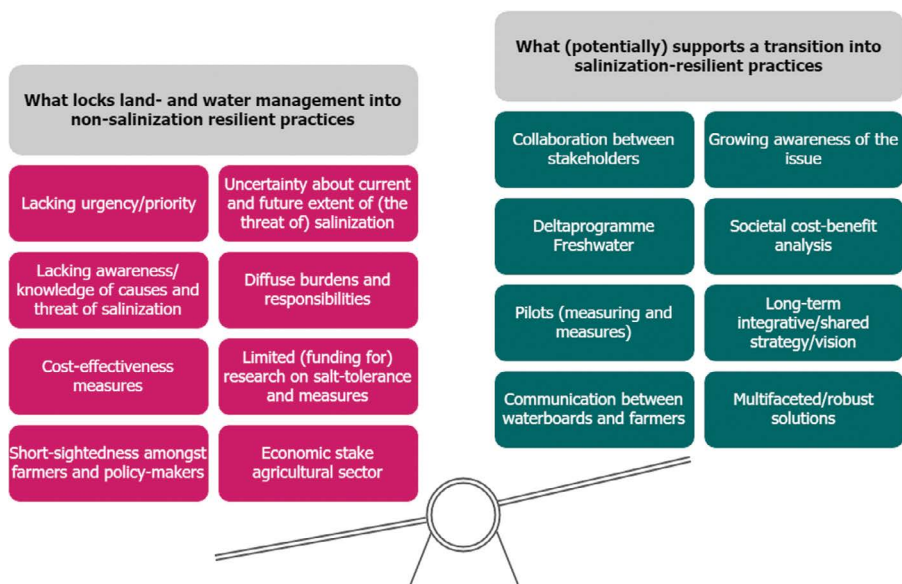 What locks land- and water management into
non-salinization resilient practices
Lacking urgency/priority
Uncertainty about current
and future extent of (the
threat of) salinization
Lacking awareness/
knowledge of causes and
threat of salinization
Diffuse burdens and
responsibilities
Cost-effectiveness
measures
Limited (funding for)
research on salt-tolerance
and measures
Short-sightedness amongst
farmers and policy-makers
Economic stake
agricultural sector
What (potentially) supports a transition into
salinization-resilient practices
Collaboration between
stakeholders
Growing awareness of the
issue
Deltaprogramme
Freshwater
Societal cost-benefit
analysis
Pilots (measuring and
measures)
Long-term
integrative/shared
strategy/vision
Communication between
waterboards and farmers
Multifaceted/robust
solutions